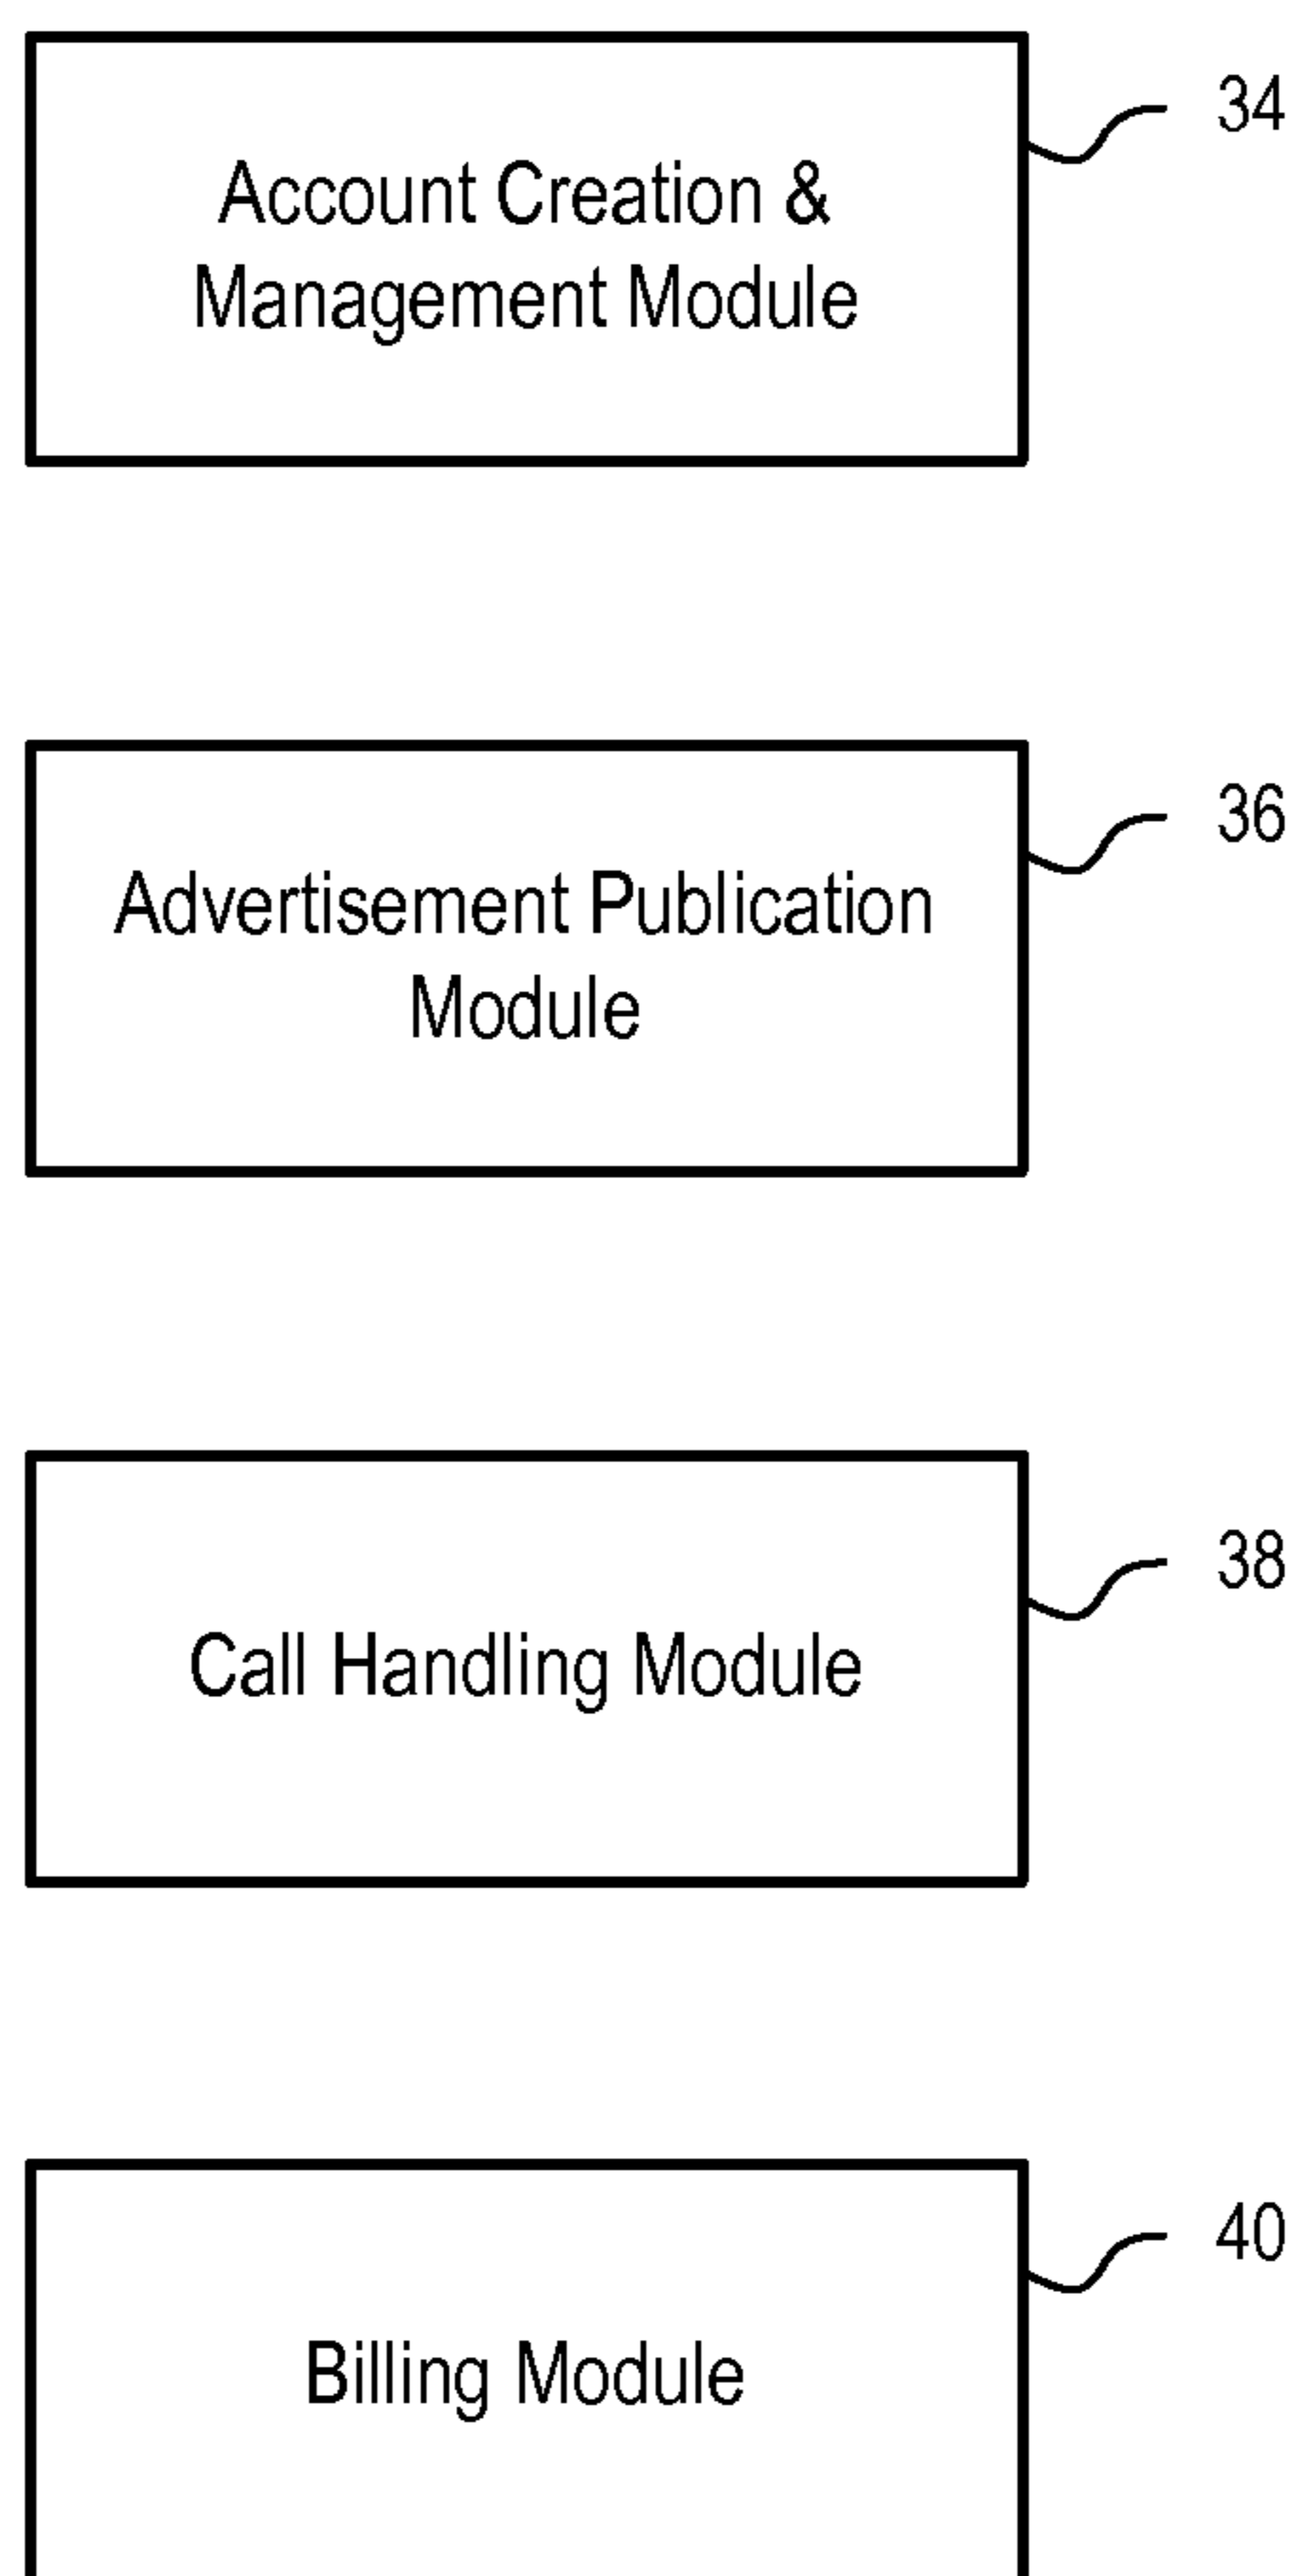 34
Account Creation &
Management Module
36
Advertisement Publication
Module
38
Call Handling Module
40
Billing Module